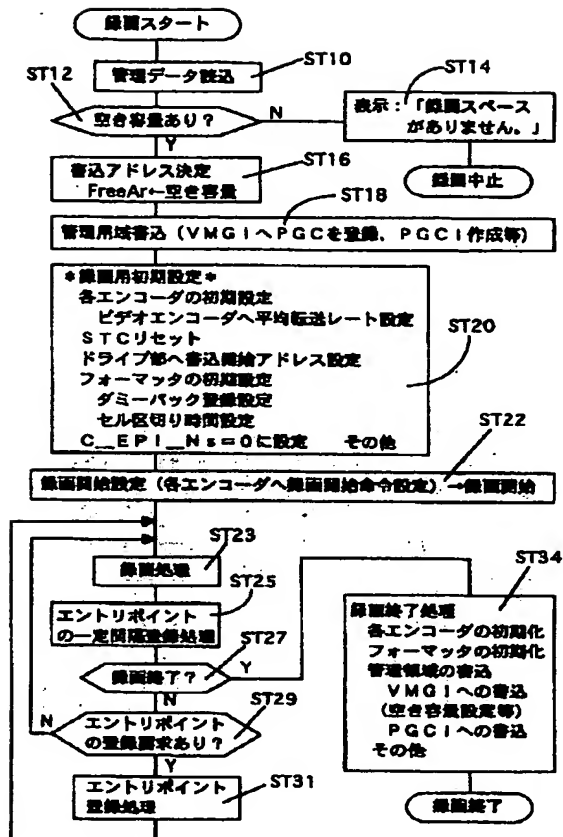 録画スタート
ST10
管理データ読込
ST12
空き容量あり?
N
Y
ST14
表示:「録画スペース
がありません。」
録画中止
ST16
書込アドレス決定
FreeAr←空き容量
ST18
管理用域書込(VMGIへPGCを登録、PGCI作成等)
ST20
*録画用初期設定*
各エンコーダの初期設定
ビデオエンコーダへ平均転送レート設定
STCリセット
ドライブ部へ書込開始アドレス設定
フォーマッタの初期設定
ダミーパック登録設定
セル区切り時間設定
C__EPI__Ns=0に設定 その他
ST22
録画開始設定(各エンコーダへ録画開始命令設定)→録画開始
ST23
録画処理
ST25
エントリポイント
の一定間隔登録処理
ST27
録画終了?
Y
N
ST29
N
エントリポイント
の登録請求あり?
Y
ST31
エントリポイント
登録処理
ST34
録画終了処理
各エンコーダの初期化
フォーマッタの初期化
管理領域の書込
VMGIへの書込
(空き容量設定等)
PGCIへの書込
その他
録画終了